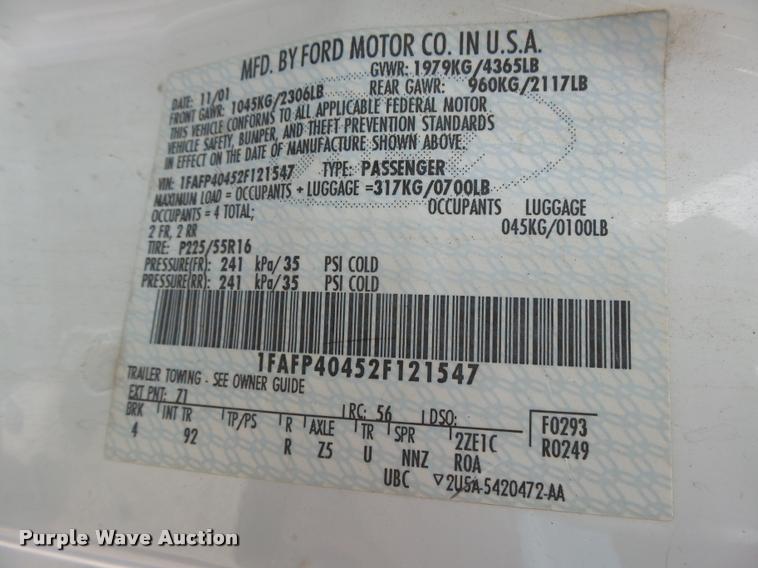 MFD. BY FORD MOTOR CO. IN U.S.A.
DATE: 11/01 GVWR: 1979KG/4365LB
FRONT GAWR: 1045KG/2306LB REAR GAWR: 960KG/2117LB
THIS VEHICLE CONFORMS TO ALL APPLICABLE FEDERAL MOTOR
VEHICLE SAFETY, BUMPER, AND THEFT PREVENTION STANDARDS
IN EFFECT ON THE DATE OF MANUFACTURE SHOWN ABOVE.
VIN: 1FAFP40452F121547 TYPE: PASSENGER
MAXIMUM LOAD = OCCUPANTS + LUGGAGE =317KG/0700LB
OCCUPANTS = 4 TOTAL; OCCUPANTS LUGGAGE
2 FR, 2 RR 045KG/0100LB
TIRE: P225/55R16
PRESSURE(FR): 241 kPa/35 PSI COLD
PRESSURE(RR): 241 kPa/35 PSI COLD
1FAFP40452F121547
TRAILER TOWING - SEE OWNER GUIDE
EXT PNT: Z1 RC: 56 DSO: F0293
BRK INT TR TP/PS R AXLE TR SPR 2ZE1C R0249
4 92 R Z5 U NNZ ROA
UBC ▽2U5A-5420472-AA
Purple Wave Auction